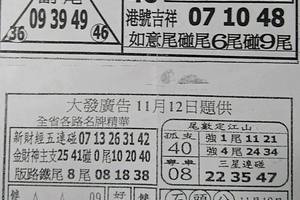 09 39 49
36
46
港號吉祥 07 10 48
如意尾碰尾6尾碰9尾
大發廣告11月12日題供
全省各路名牌精華
新財經五連碰 07 13 26 31 42
金財神主支 25 41 碰 0尾 10 20 40
版路鐵尾 8尾 08 18 38
孤支
40
08
尾數定江山
強1尾 11 21
強4尾 24 34
三星連碰
22 35 47